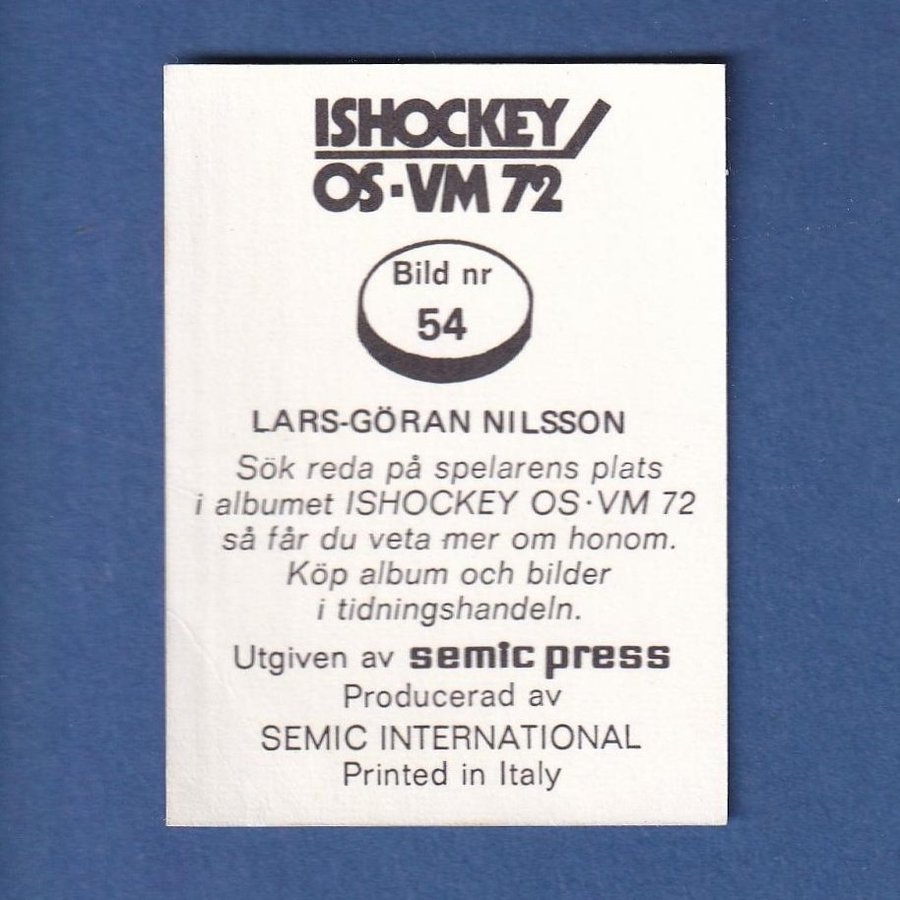 ISHOCKEY
OS·VM 72
Bild nr
54
LARS-GÖRAN NILSSON
Sök reda på spelarens plats
i albumet ISHOCKEY OS·VM 72
så får du veta mer om honom.
Köp album och bilder
i tidningshandeln.
Utgiven av semic press
Producerad av
SEMIC INTERNATIONAL
Printed in Italy